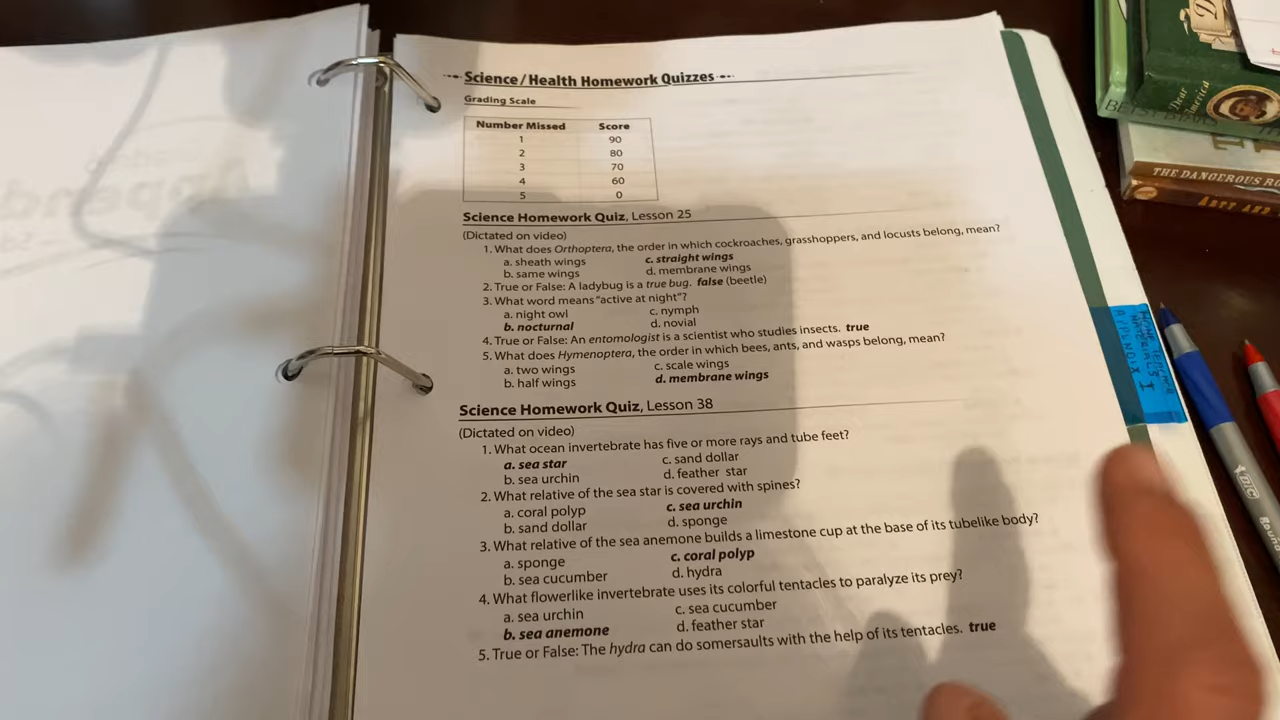 Science/Health Homework Quizzes
Grading Scale
Number Missed Score
1 90
2 80
3 70
4 60
5 0
Science Homework Quiz, Lesson 25
(Dictated on video)
1. What does Orthoptera, the order in which cockroaches, grasshoppers, and locusts belong, mean?
a. sheath wings c. straight wings
b. same wings d. membrane wings
2. True or False: A ladybug is a true bug. false (beetle)
3. What word means "active at night"?
a. night owl c. nymph
b. nocturnal d. novial
4. True or False: An entomologist is a scientist who studies insects. true
5. What does Hymenoptera, the order in which bees, ants, and wasps belong, mean?
a. two wings c. scale wings
b. half wings d. membrane wings
Science Homework Quiz, Lesson 38
(Dictated on video)
1. What ocean invertebrate has five or more rays and tube feet?
a. sea star c. sand dollar
b. sea urchin d. feather star
2. What relative of the sea star is covered with spines?
a. coral polyp c. sea urchin
b. sand dollar d. sponge
3. What relative of the sea anemone builds a limestone cup at the base of its tubelike body?
a. sponge c. coral polyp
b. sea cucumber d. hydra
4. What flowerlike invertebrate uses its colorful tentacles to paralyze its prey?
a. sea urchin c. sea cucumber
b. sea anemone d. feather star
5. True or False: The hydra can do somersaults with the help of its tentacles. true
Dear America
THE DANGEROUS
APPENDIX I
BIC